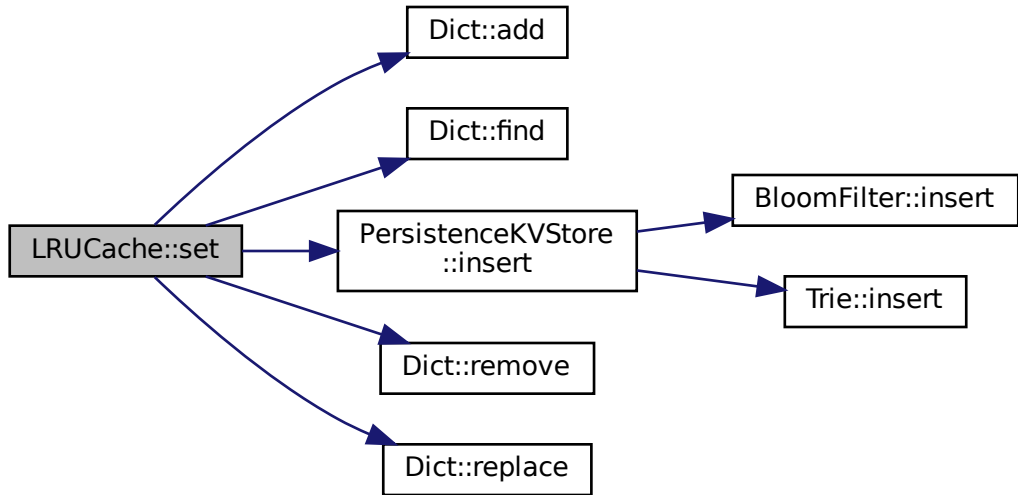 Dict::add
Dict::find
LRUCache::set
PersistenceKVStore
::insert
BloomFilter::insert
Trie::insert
Dict::remove
Dict::replace